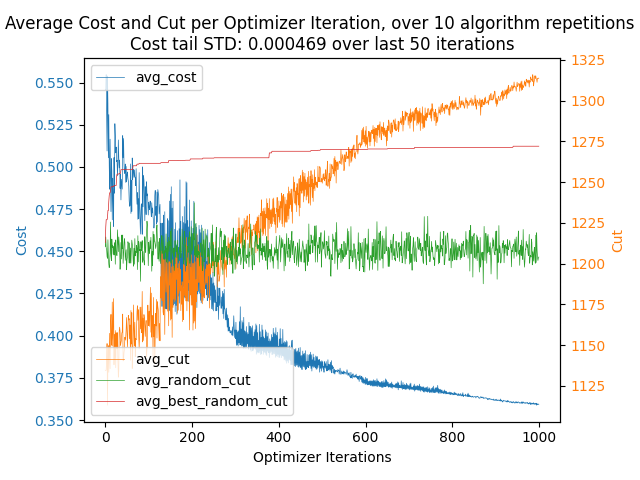 Average Cost and Cut per Optimizer Iteration, over 10 algorithm repetitions
Cost tail STD: 0.000469 over last 50 iterations
avg_cost
0.550
0.525
0.500
0.475
0.450
0.425
0.400
0.375
0.350
Cost
1325
1300
1275
1250
1225
1200
1175
1150
1125
Cut
avg_cut
avg_random_cut
avg_best_random_cut
0
200
400
600
800
1000
Optimizer Iterations